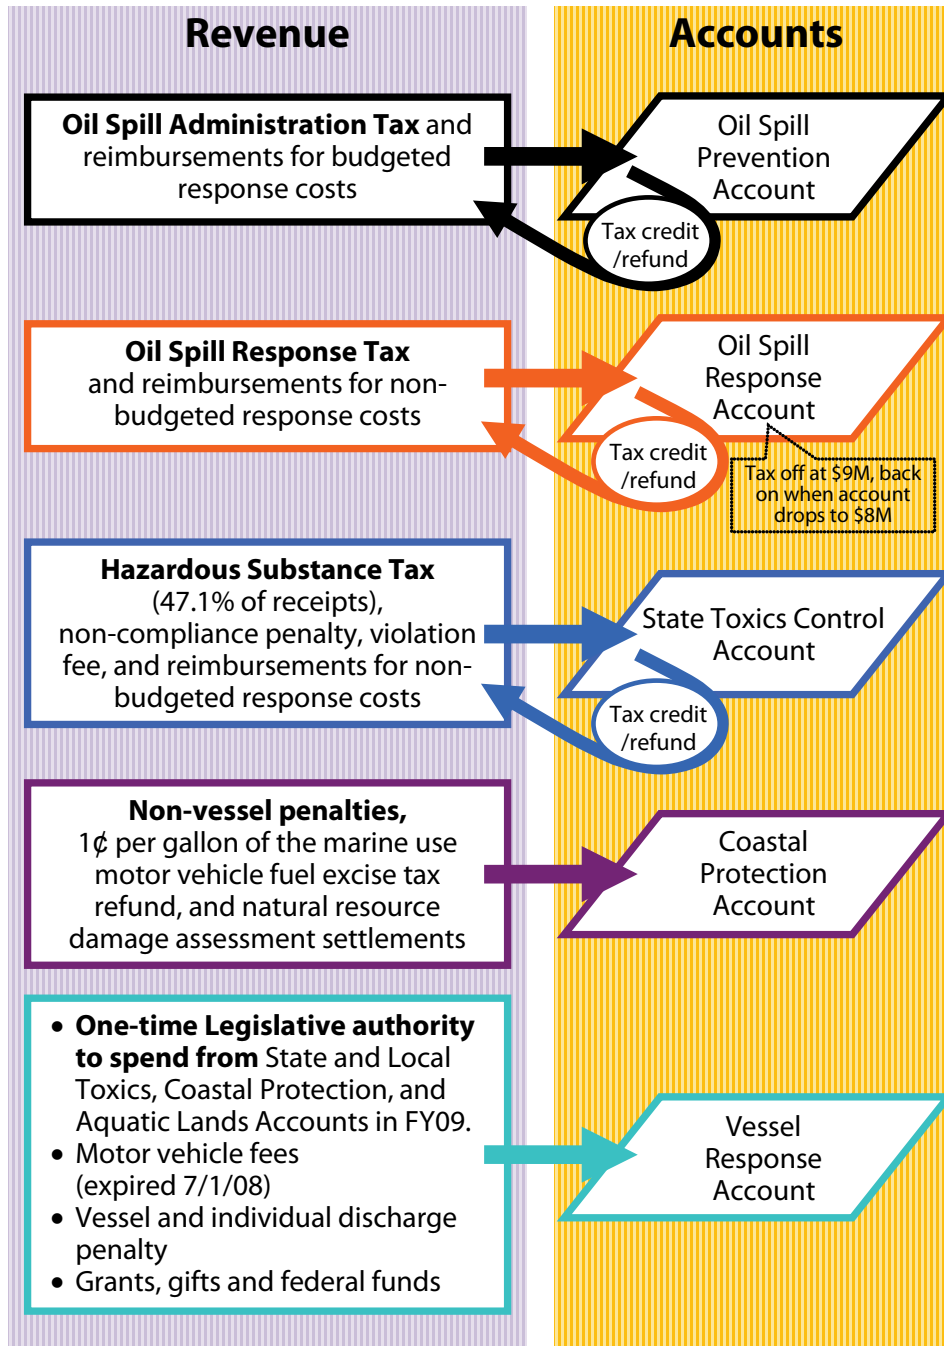 Revenue
Accounts
Oil Spill Administration Tax and
reimbursements for budgeted
response costs
Oil Spill
Prevention
Account
Tax credit
/refund
Oil Spill Response Tax
and reimbursements for non-
budgeted response costs
Oil Spill
Response
Account
Tax credit
/refund
Tax off at $9M, back
on when account
drops to $8M
Hazardous Substance Tax
(47.1% of receipts),
non-compliance penalty, violation
fee, and reimbursements for non-
budgeted response costs
State Toxics Control
Account
Tax credit
/refund
Non-vessel penalties,
1¢ per gallon of the marine use
motor vehicle fuel excise tax
refund, and natural resource
damage assessment settlements
Coastal
Protection
Account
• One-time Legislative authority
to spend from State and Local
Toxics, Coastal Protection, and
Aquatic Lands Accounts in FY09.
• Motor vehicle fees
(expired 7/1/08)
• Vessel and individual discharge
penalty
• Grants, gifts and federal funds
Vessel
Response
Account